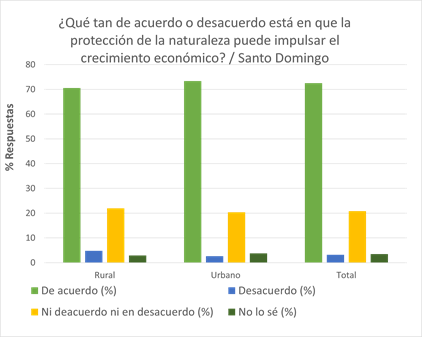 ¿Qué tan de acuerdo o desacuerdo está en que la
protección de la naturaleza puede impulsar el
crecimiento económico? / Santo Domingo
% Respuestas
80
70
60
50
40
30
20
10
0
Rural Urbano Total
De acuerdo (%) Desacuerdo (%)
Ni deacuerdo ni en desacuerdo (%) No lo sé (%)